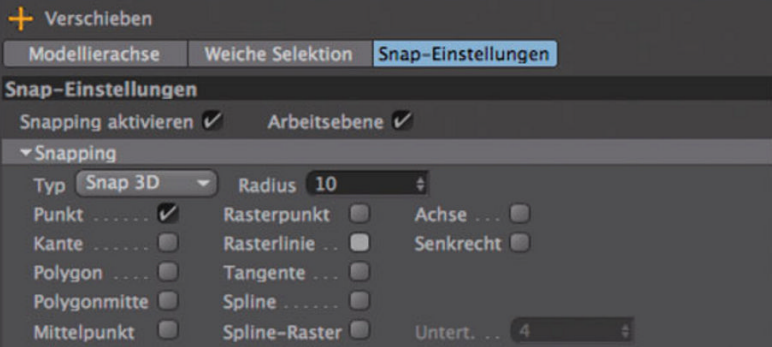 Verschieben
Modellierachse Weiche Selektion Snap-Einstellungen
Snap-Einstellungen
Snapping aktivieren Arbeitsebene
Snapping
Typ Snap 3D Radius 10
Punkt ...... Rasterpunkt Achse ...
Kante ...... Rasterlinie .. Senkrecht
Polygon .... Tangente ...
Polygonmitte Spline ......
Mittelpunkt Spline-Raster Untert. .. 4